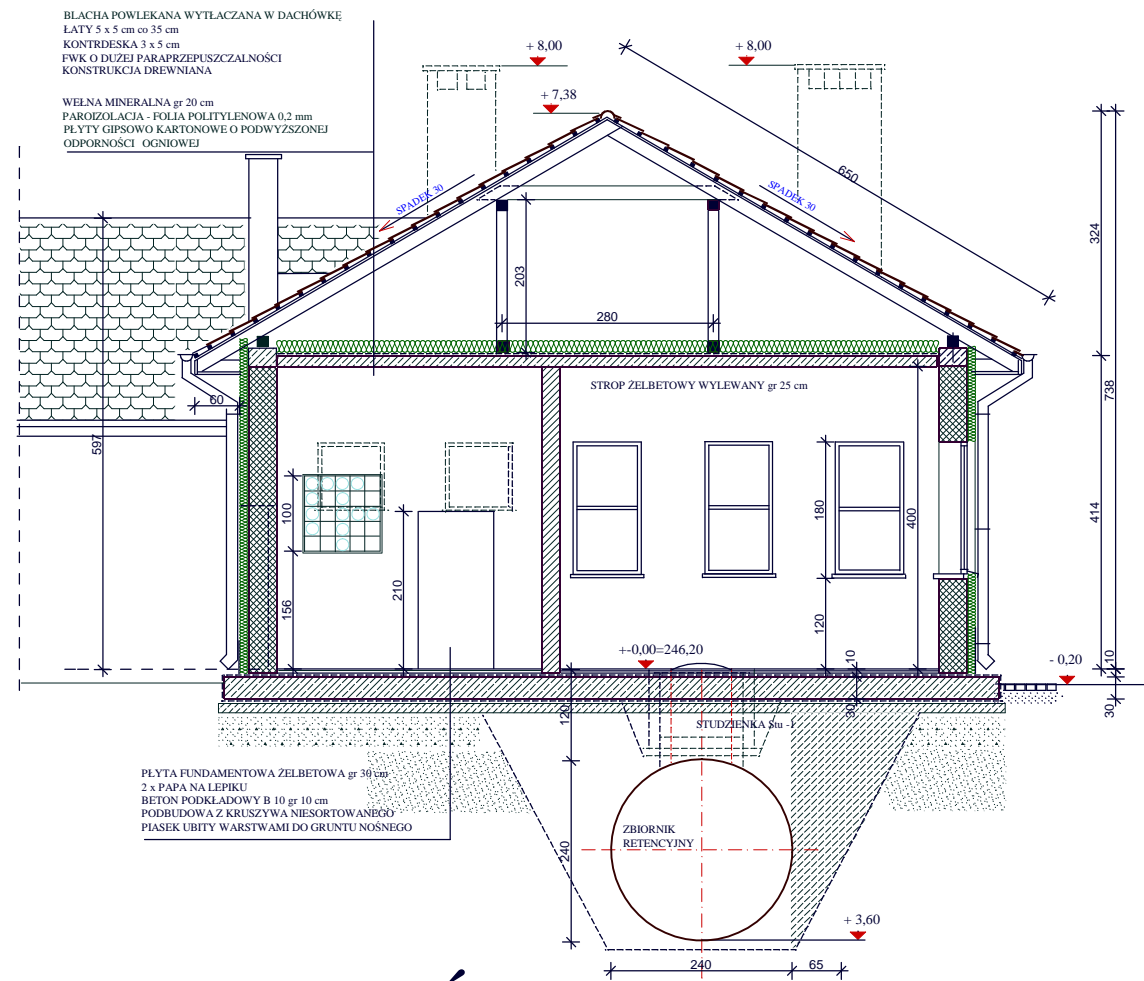 BLACHA POWLEKANA WYTŁACZANA W DACHÓWKĘ
ŁATY 5 x 5 cm co 35 cm
KONTRDESKA 3 x 5 cm
FWK O DUŻEJ PARAPRZEPUSZCZALNOŚCI
KONSTRUKCJA DREWNIANA
WEŁNA MINERALNA gr 20 cm
PAROIZOLACJA - FOLIA POLITYLENOWA 0,2 mm
PŁYTY GIPSOWO KARTONOWE O PODWYŻSZONEJ
ODPORNOŚCI OGNIOWEJ
+ 8,00
+ 8,00
+ 7,38
650
SPADEK 30
SPADEK 30
324
203
280
STROP ŻELBETOWY WYLEWANY gr 25 cm
60
597
738
100
180
400
414
210
156
120
+-0,00=246,20
10
10
- 0,20
30
30
120
STUDZIENKA Stu -1
PŁYTA FUNDAMENTOWA ŻELBETOWA gr 30 cm
2 x PAPA NA LEPIKU
BETON PODKŁADOWY B 10 gr 10 cm
PODBUDOWA Z KRUSZYWA NIESORTOWANEGO
PIASEK UBITY WARSTWAMI DO GRUNTU NOŚNEGO
ZBIORNIK
RETENCYJNY
240
+ 3,60
240
65